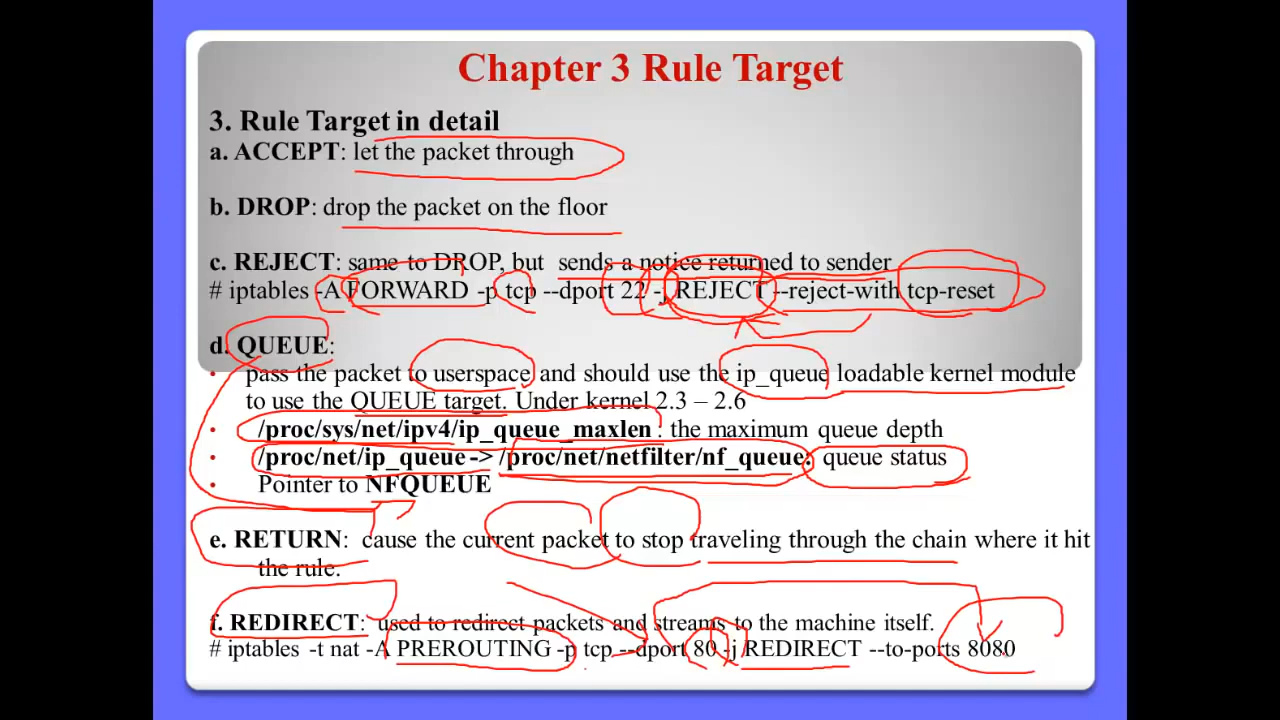 Chapter 3 Rule Target
3. Rule Target in detail
a. ACCEPT: let the packet through
b. DROP: drop the packet on the floor
c. REJECT: same to DROP, but sends a notice returned to sender
# iptables -A FORWARD -p tcp --dport 22 -j REJECT --reject-with tcp-reset
d. QUEUE:
• pass the packet to userspace and should use the ip_queue loadable kernel module
to use the QUEUE target. Under kernel 2.3 – 2.6
• /proc/sys/net/ipv4/ip_queue_maxlen : the maximum queue depth
• /proc/net/ip_queue -> /proc/net/netfilter/nf_queue: queue status
• Pointer to NFQUEUE
e. RETURN: cause the current packet to stop traveling through the chain where it hit
the rule.
f. REDIRECT: used to redirect packets and streams to the machine itself.
# iptables -t nat -A PREROUTING -p tcp --dport 80 -j REDIRECT --to-ports 8080